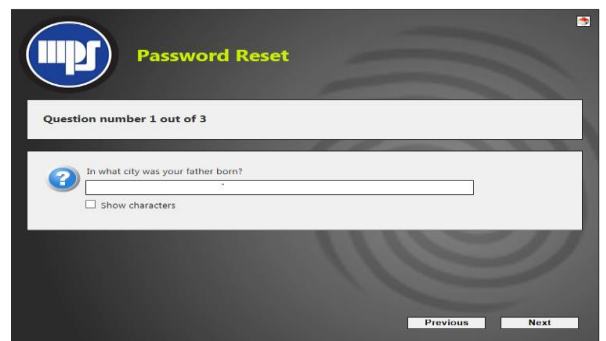 mps
Password Reset
Question number 1 out of 3
In what city was your father born?
Show characters
Previous
Next